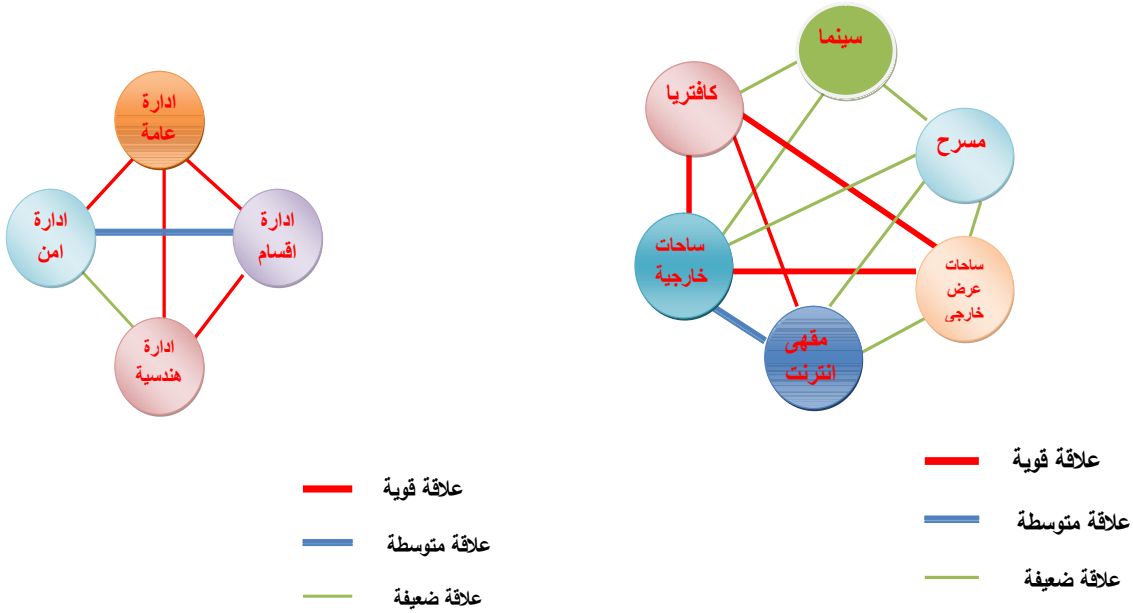 سينما
كافتريا
مسرح
ساحات
خارجية
ساحات
عرض
خارجى
مقهى
انترنت
علاقة قوية
علاقة متوسطة
علاقة ضعيفة
ادارة
عامة
ادارة
اقسام
ادارة
امن
ادارة
هندسية
علاقة قوية
علاقة متوسطة
علاقة ضعيفة